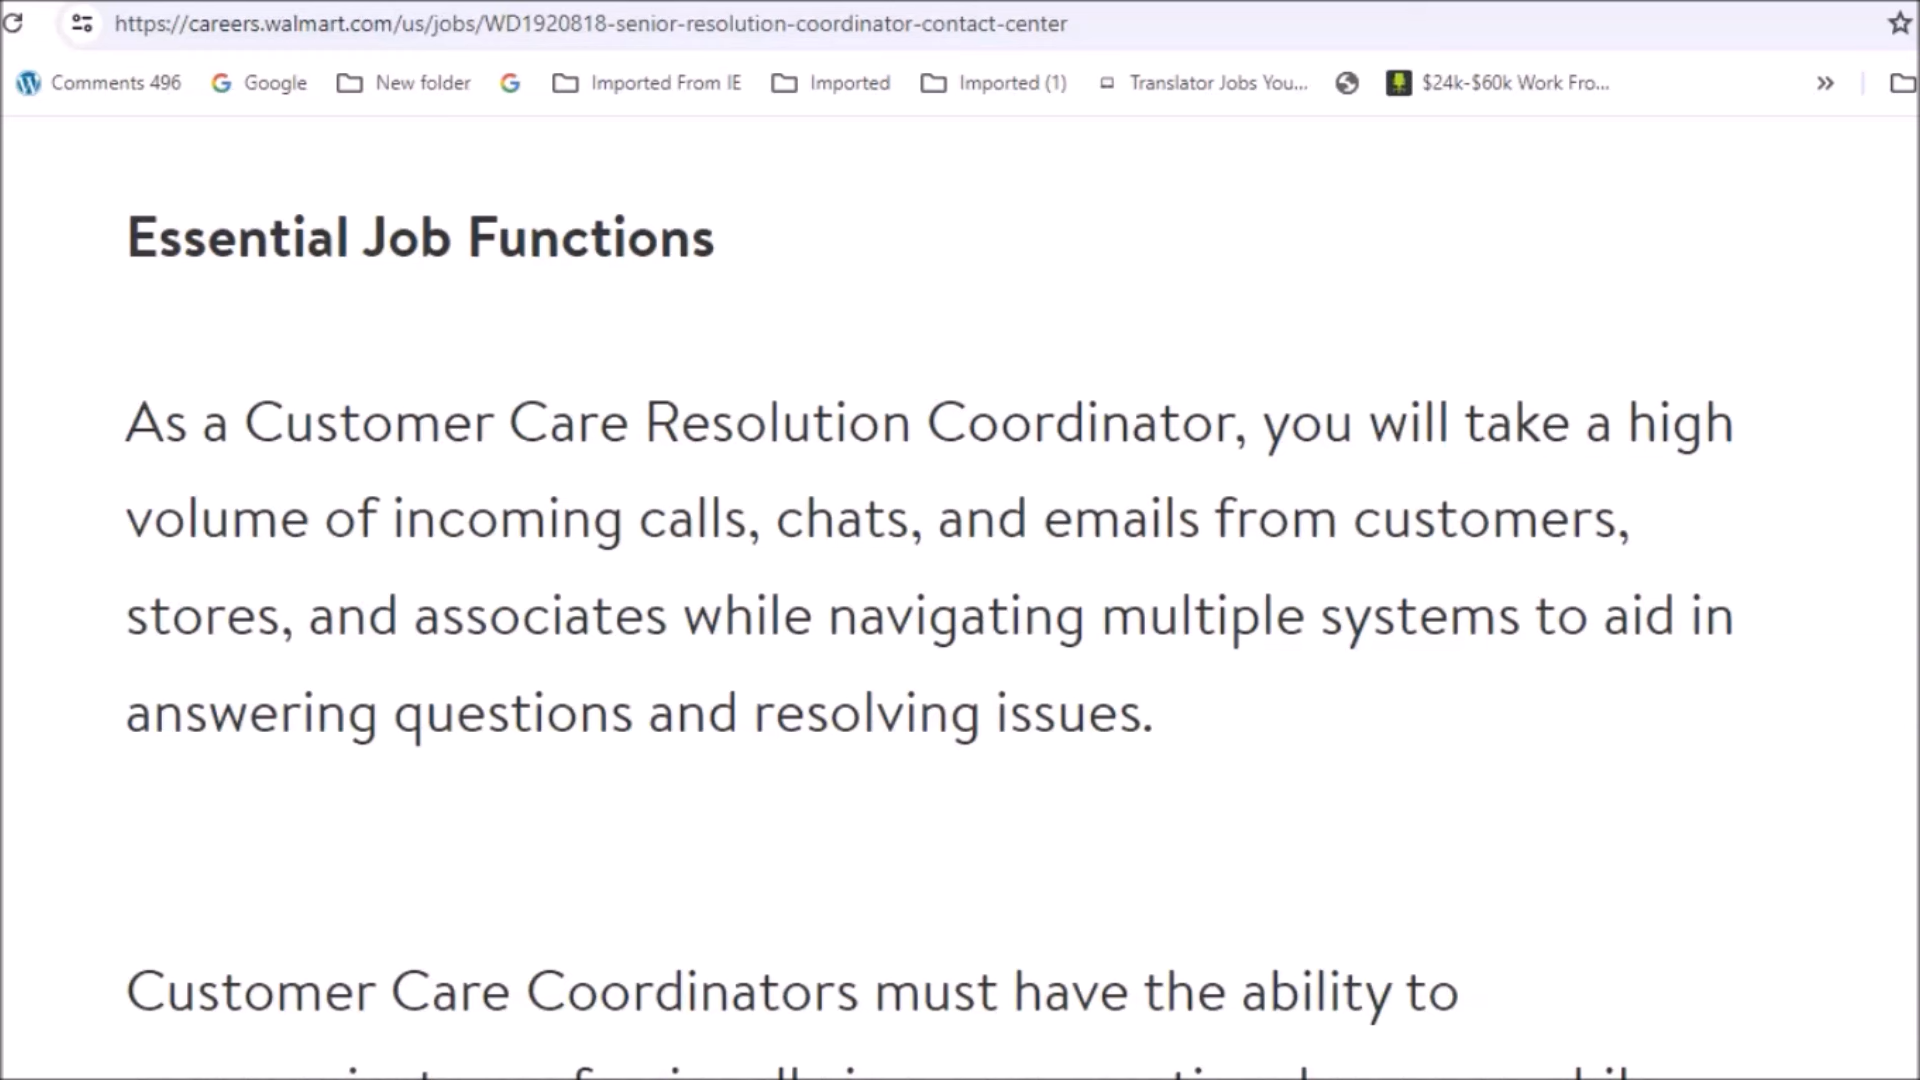 https://careers.walmart.com/us/jobs/WD1920818-senior-resolution-coordinator-contact-center
Comments 496 Google New folder Imported From IE Imported Imported (1) Translator Jobs You... $24k-$60k Work Fro...
Essential Job Functions
As a Customer Care Resolution Coordinator, you will take a high
volume of incoming calls, chats, and emails from customers,
stores, and associates while navigating multiple systems to aid in
answering questions and resolving issues.
Customer Care Coordinators must have the ability to